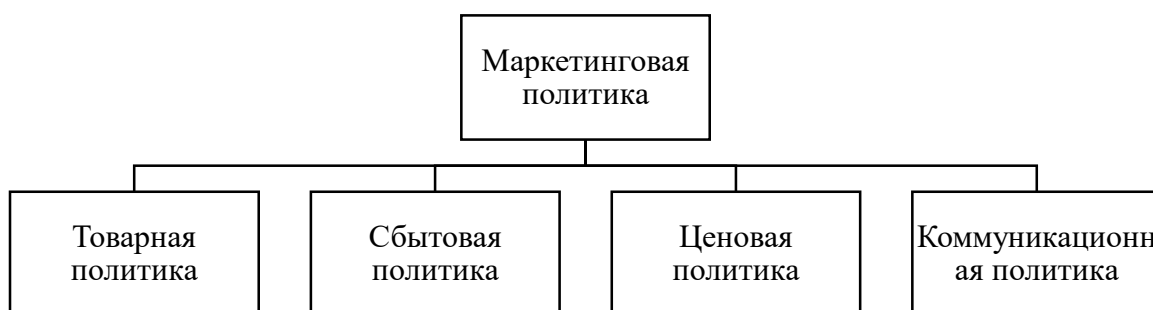 Маркетинговая
политика
Товарная
политика
Сбытовая
политика
Ценовая
политика
Коммуникационн
ая политика